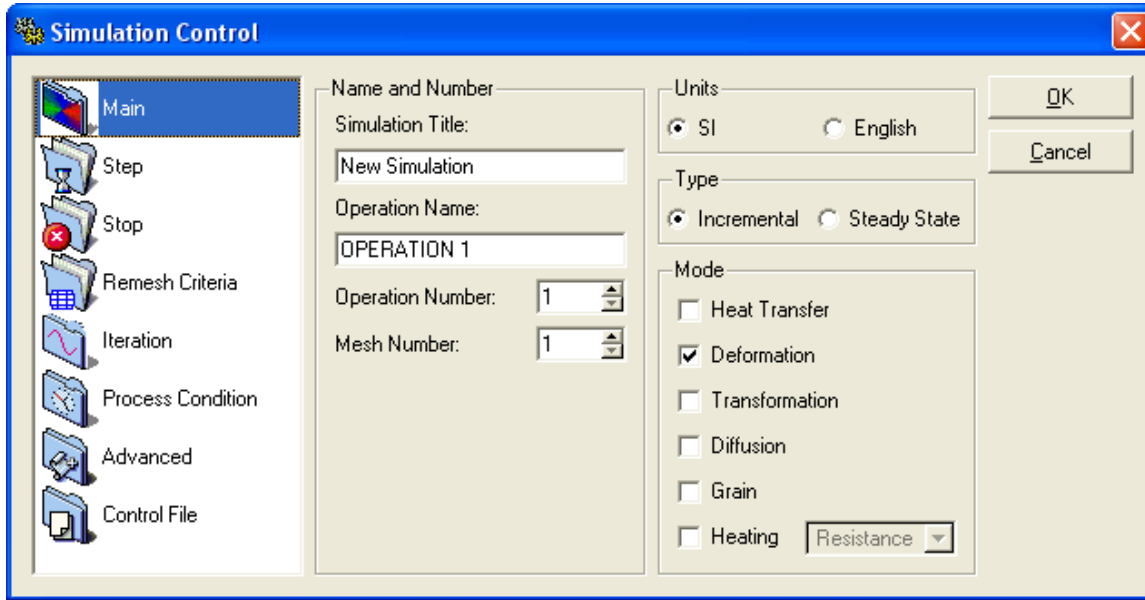 Simulation Control
Main
Step
Stop
Remesh Criteria
Iteration
Process Condition
Advanced
Control File
Name and Number
Simulation Title:
New Simulation
Operation Name:
OPERATION 1
Operation Number: 1
Mesh Number: 1
Units
SI English
Type
Incremental Steady State
Mode
Heat Transfer
Deformation
Transformation
Diffusion
Grain
Heating Resistance
OK
Cancel